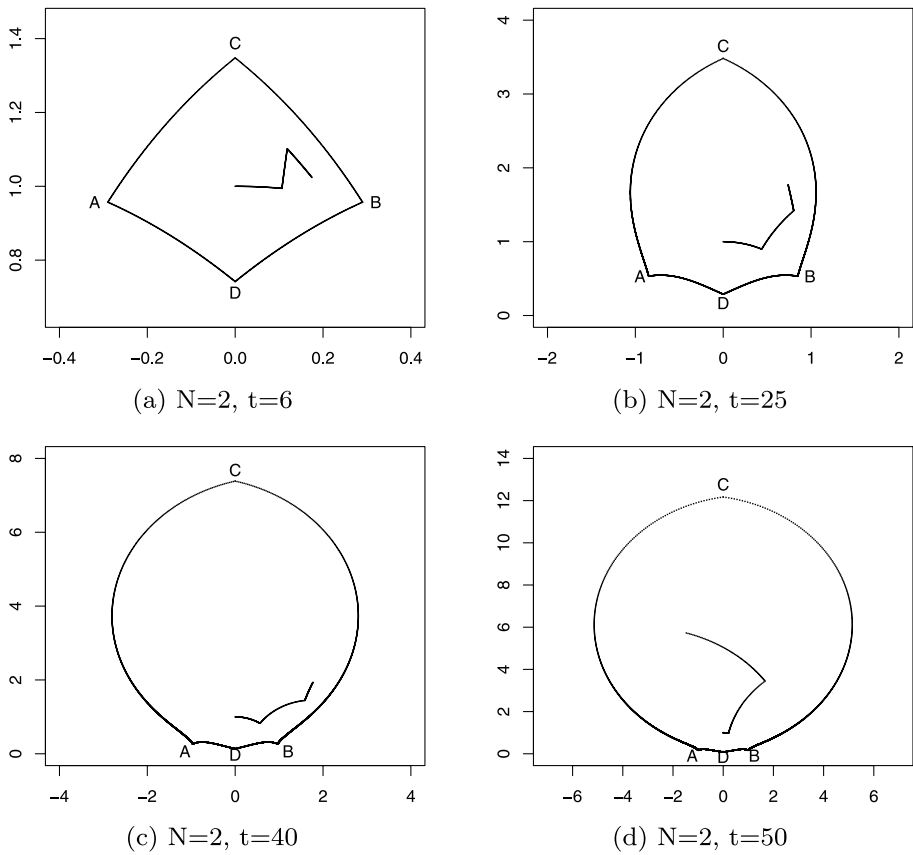 1.4
1.2
1.0
0.8
C
A
B
D
−0.4 −0.2 0.0 0.2 0.4
(a) N=2, t=6
4
3
2
1
0
C
A
B
D
−2 −1 0 1 2
(b) N=2, t=25
8
6
4
2
0
C
A D B
−4 −2 0 2 4
(c) N=2, t=40
14
12
10
8
6
4
2
0
C
A D B
−6 −4 −2 0 2 4 6
(d) N=2, t=50